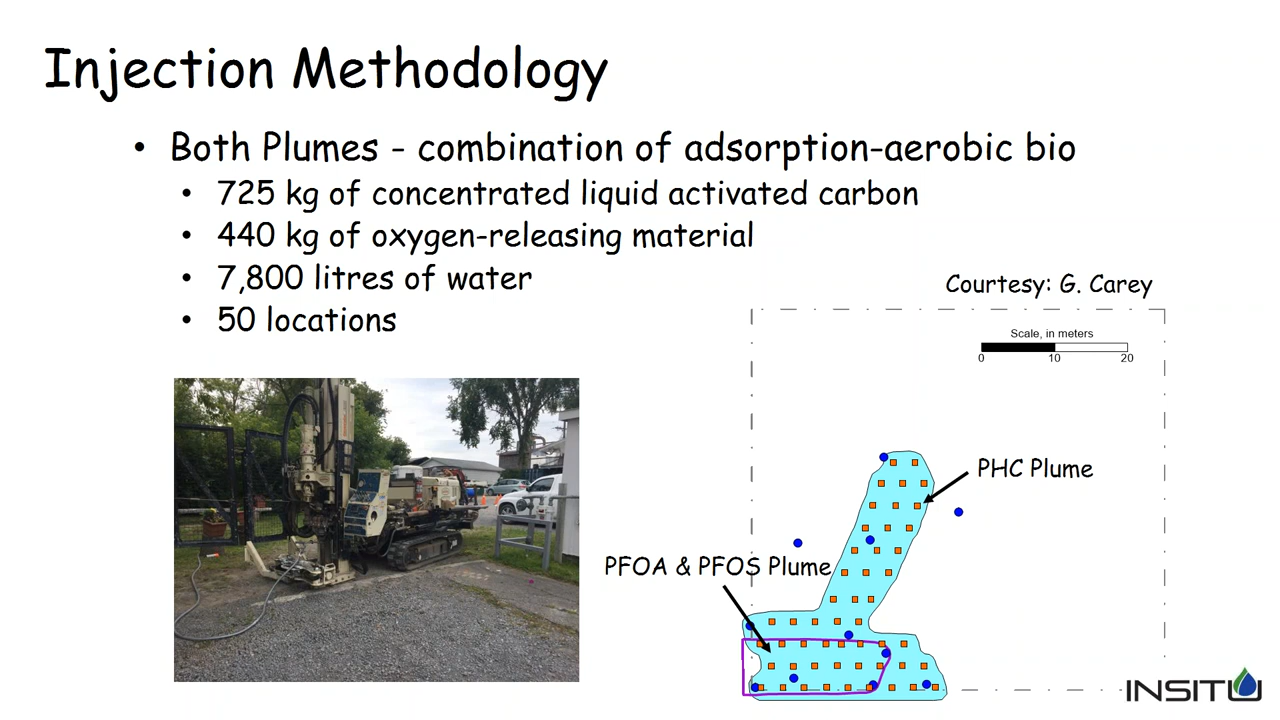 Injection Methodology
• Both Plumes - combination of adsorption-aerobic bio
• 725 kg of concentrated liquid activated carbon
• 440 kg of oxygen-releasing material
• 7,800 litres of water
• 50 locations
Courtesy: G. Carey
Scale, in meters
0 10 20
PHC Plume
PFOA & PFOS Plume
INSITU